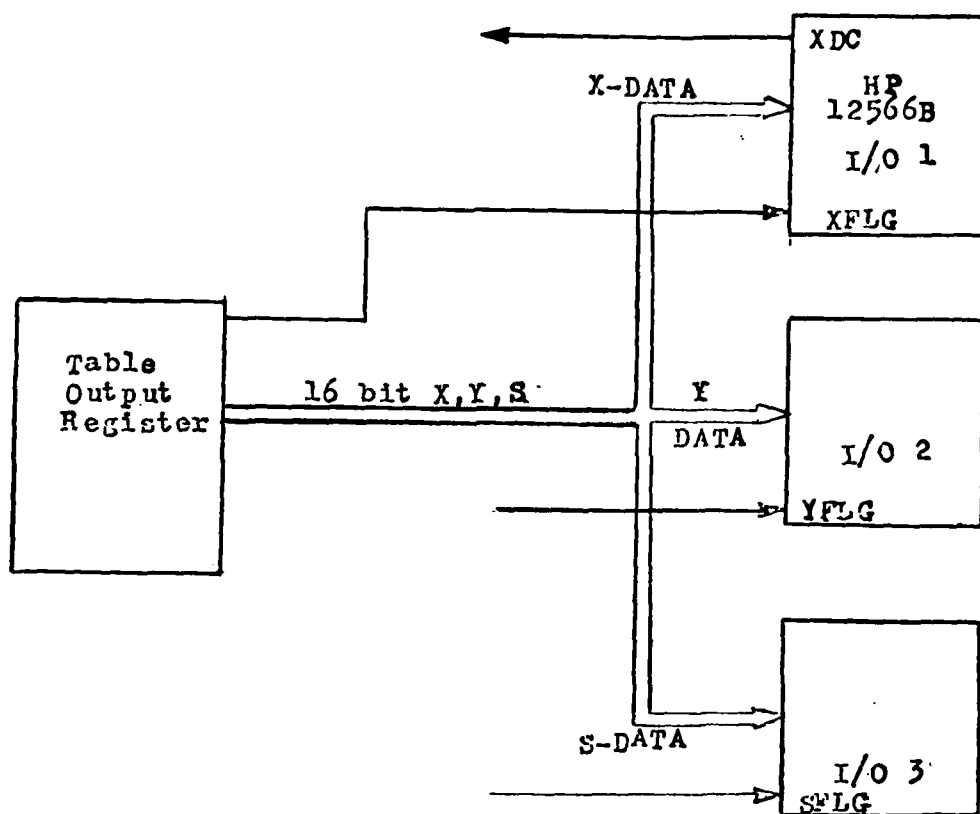 XDC
HP
12566B
I/O 1
XFLG
X-DATA
Table
Output
Register
16 bit X,Y,S
Y
DATA
I/O 2
YFLG
S-DATA
I/O 3
SFLG